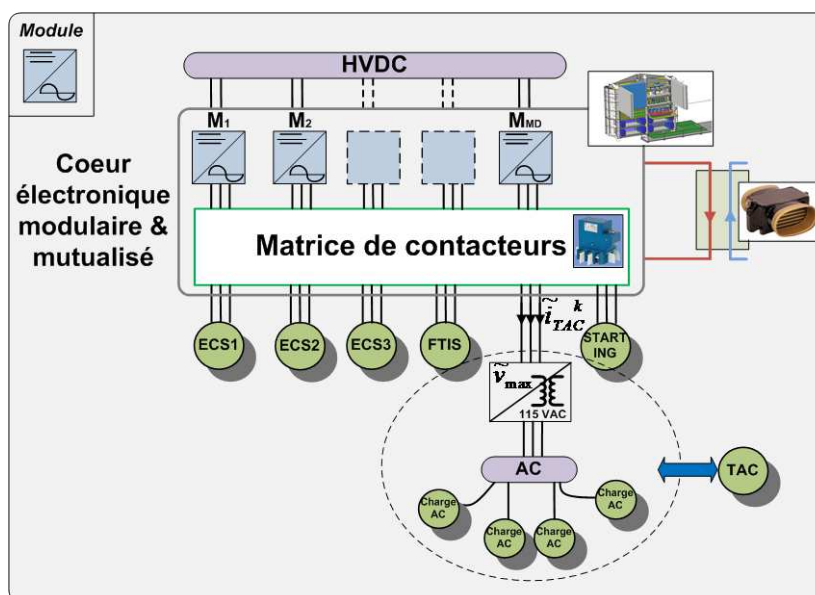 Module
HVDC
M1 M2 MMD
Coeur
électronique
modulaire &
mutualisé
Matrice de contacteurs
ĩTAC k
ECS1 ECS2 ECS3 FTIS START
ING
ṽmax
115 VAC
AC
TAC
Charge
AC
Charge
AC
Charge
AC
Charge
AC